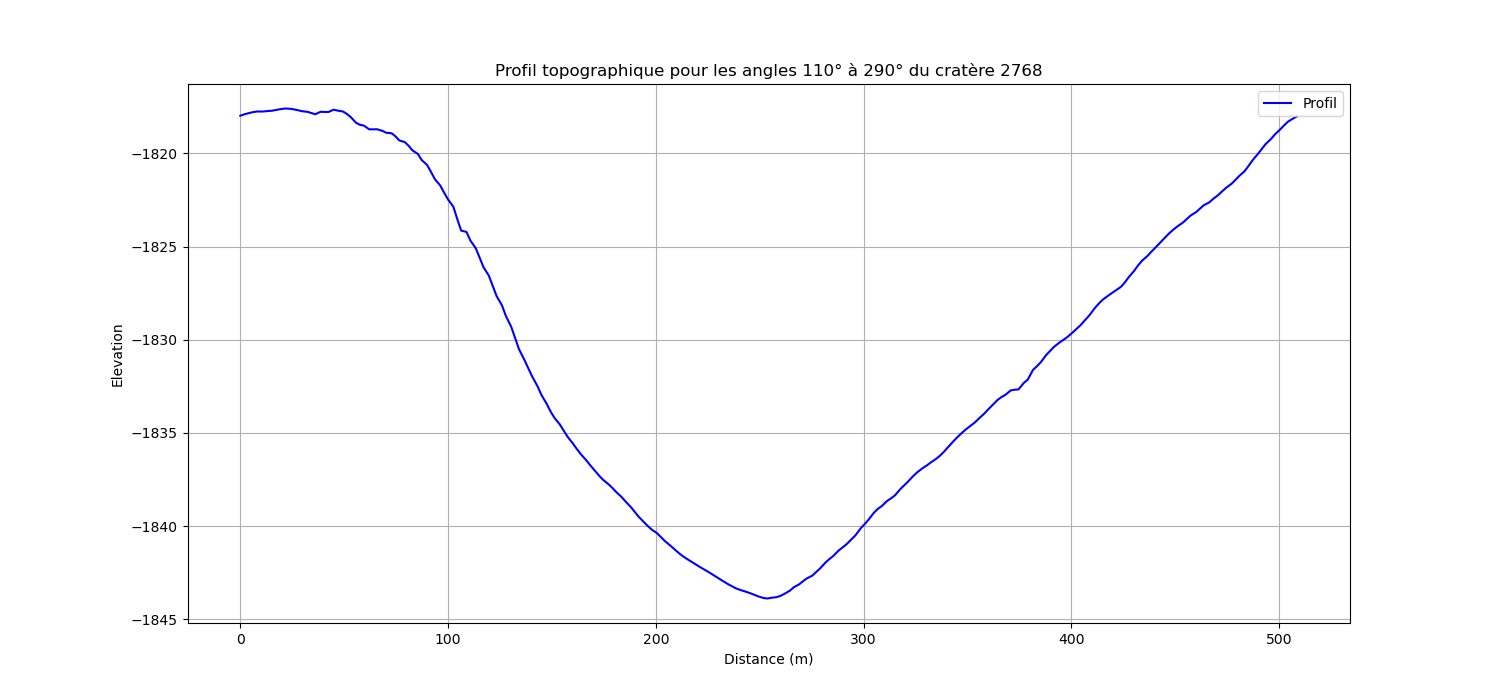 Profil topographique pour les angles 110° à 290° du cratère 2768
Profil
−1820
−1825
−1830
−1835
−1840
−1845
Elevation
0 100 200 300 400 500
Distance (m)